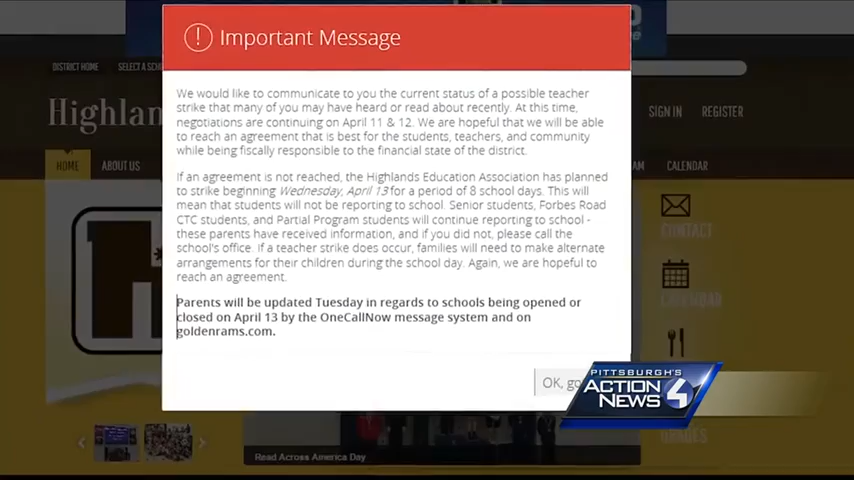 Important Message
DISTRICT HOME
Highlands
SIGN IN
REGISTER
HOME
ABOUT US
CALENDAR
We would like to communicate to you the current status of a possible teacher
strike that many of you may have heard or read about recently. At this time,
negotiations are continuing on April 11 & 12. We are hopeful that we will be able
to reach an agreement that is best for the students, teachers, and community
while being fiscally responsible to the financial state of the district.
If an agreement is not reached, the Highlands Education Association has planned
to strike beginning Wednesday, April 13 for a period of 8 school days. This will
mean that students will not be reporting to school. Senior students, Forbes Road
CTC students, and Partial Program students will continue reporting to school -
these parents have received information, and if you did not, please call the
school's office. If a teacher strike does occur, families will need to make alternate
arrangements for their children during the school day. Again, we are hopeful to
reach an agreement.
Parents will be updated Tuesday in regards to schools being opened or
closed on April 13 by the OneCallNow message system and on
goldenrams.com.
CONTACT
CALENDAR
OK,
PITTSBURGH'S
ACTION
NEWS 4
GRADES
Read Across America Day